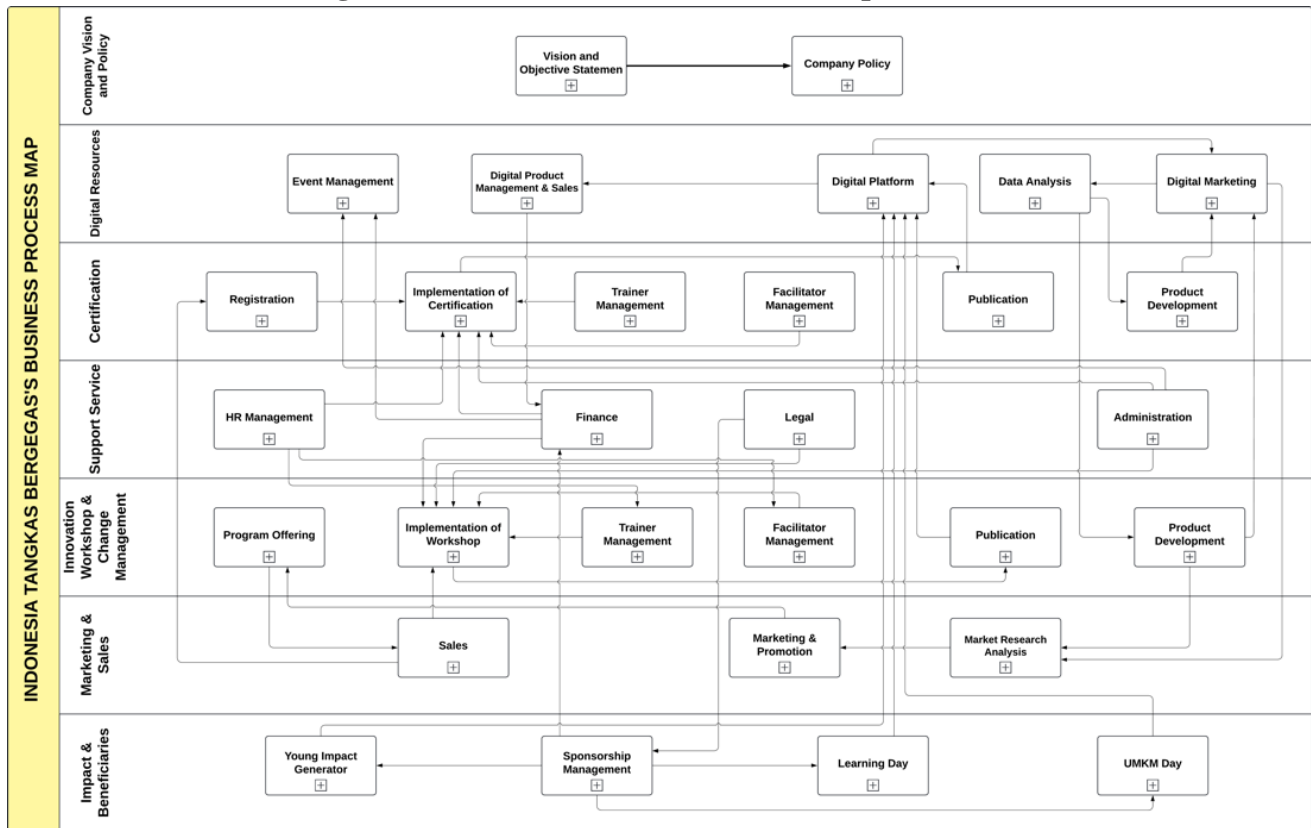 INDONESIA TANGKAS BERGEGAS'S BUSINESS PROCESS MAP
Company Vision
and Policy
Vision and
Objective Statemen
Company Policy
Digital Resources
Event Management
Digital Product
Management & Sales
Digital Platform
Data Analysis
Digital Marketing
Certification
Registration
Implementation of
Certification
Trainer
Management
Facilitator
Management
Publication
Product
Development
Support Service
HR Management
Finance
Legal
Administration
Innovation
Workshop &
Change
Management
Program Offering
Implementation of
Workshop
Trainer
Management
Facilitator
Management
Publication
Product
Development
Marketing &
Sales
Sales
Marketing &
Promotion
Market Research
Analysis
Impact &
Beneficiaries
Young Impact
Generator
Sponsorship
Management
Learning Day
UMKM Day